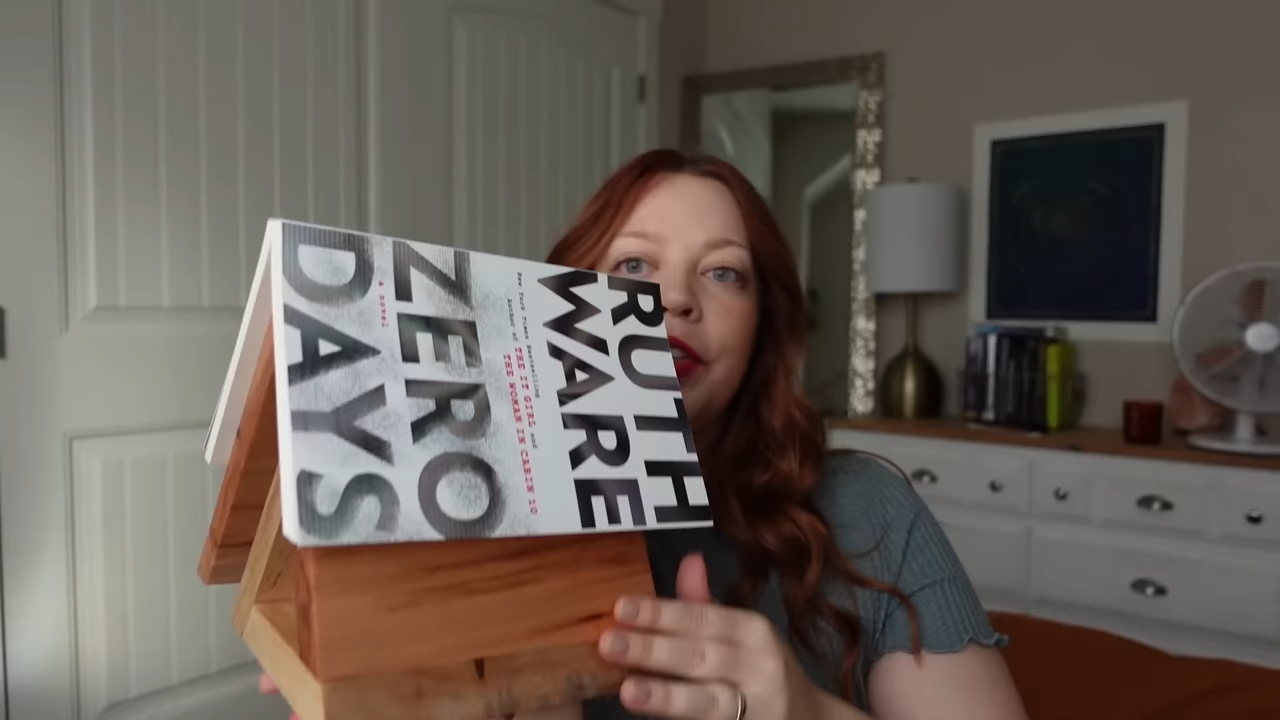 RUTH
WARE
New York Times Bestselling
Author of THE IT GIRL and
THE WOMAN IN CABIN 10
ZERO
a novel
DAYS